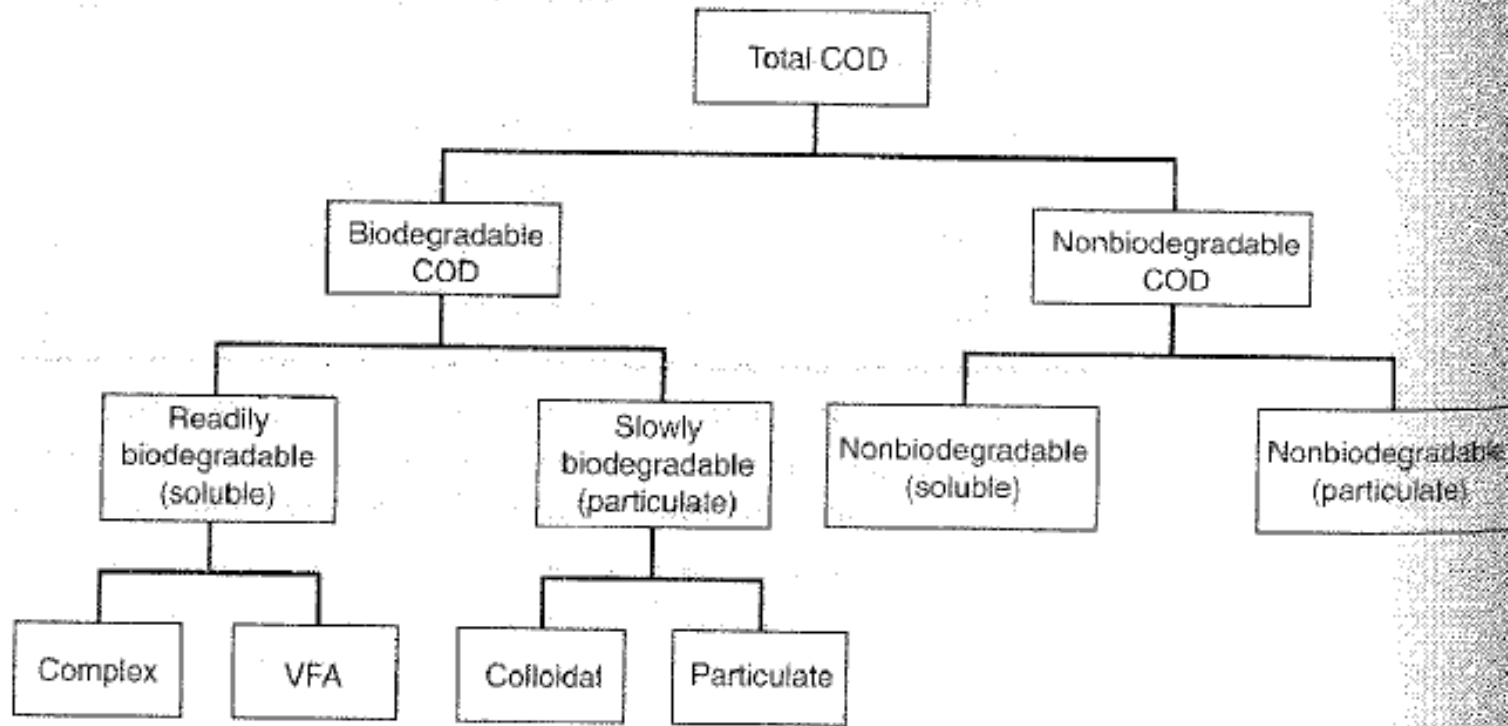 Total COD
Biodegradable
COD
Nonbiodegradable
COD
Readily
biodegradable
(soluble)
Slowly
biodegradable
(particulate)
Nonbiodegradable
(soluble)
Nonbiodegradable
(particulate)
Complex
VFA
Colloidal
Particulate